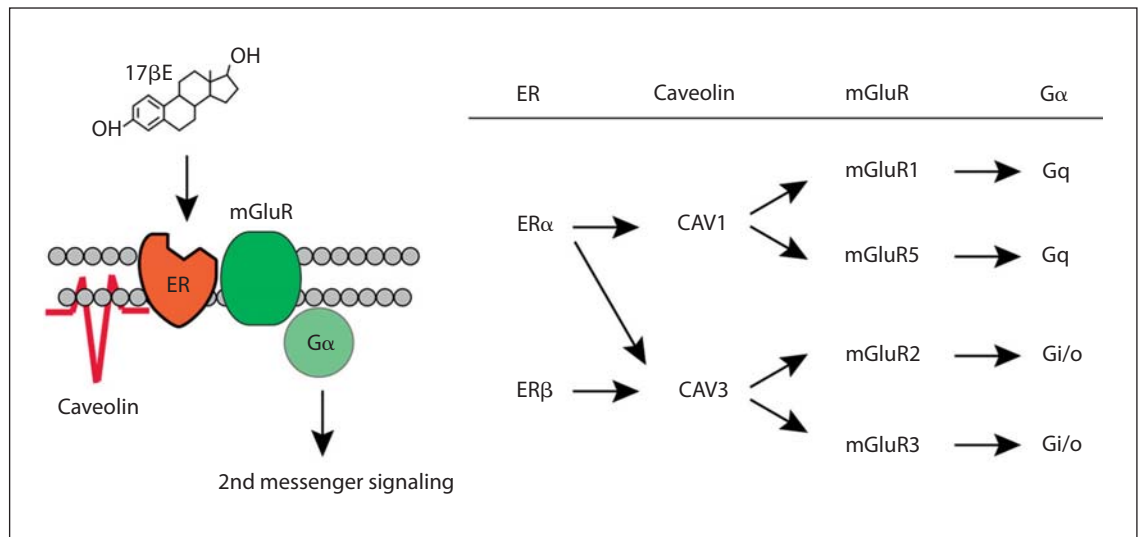 17βE
OH
OH
mGluR
ER
Gα
Caveolin
2nd messenger signaling
ER Caveolin mGluR Gα
mGluR1 Gq
ERα CAV1
mGluR5 Gq
mGluR2 Gi/o
ERβ CAV3
mGluR3 Gi/o